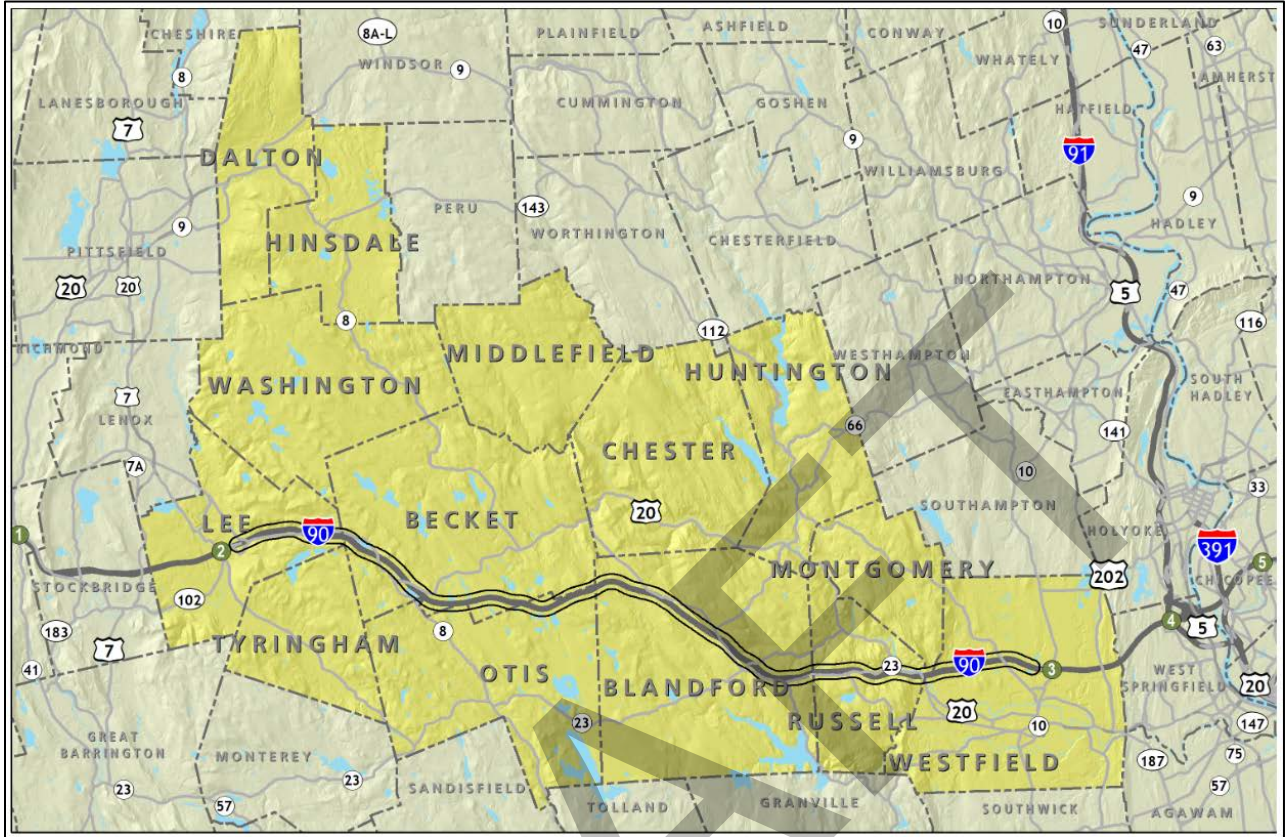 CHESHIRE
8A-L
PLAINFIELD
ASHFIELD
CONWAY
10
SUNDERLAND
47
63
8
WINDSOR
9
WHATELY
AMHERST
LANESBOROUGH
7
CUMMINGTON
GOSHEN
HATFIELD
9
91
DALTON
WILLIAMSBURG
9
9
PERU
143
HADLEY
PITTSFIELD
HINSDALE
WORTHINGTON
CHESTERFIELD
NORTHAMPTON
20
20
5
47
8
112
116
RICHMOND
MIDDLEFIELD
HUNTINGTON
WESTHAMPTON
WASHINGTON
EASTHAMPTON
SOUTH
HADLEY
7
LENOX
66
141
CHESTER
7A
10
33
20
SOUTHAMPTON
LEE
BECKET
HOLYOKE
1
2
90
391
5
STOCKBRIDGE
MONTGOMERY
202
CHICOPEE
102
183
7
8
4
5
TYRINGHAM
23
90
3
41
OTIS
BLANDFORD
WEST
SPRINGFIELD
20
RUSSELL
20
23
10
147
GREAT
BARRINGTON
MONTEREY
WESTFIELD
187
75
23
57
23
SANDISFIELD
TOLLAND
GRANVILLE
SOUTHWICK
57
AGAWAM